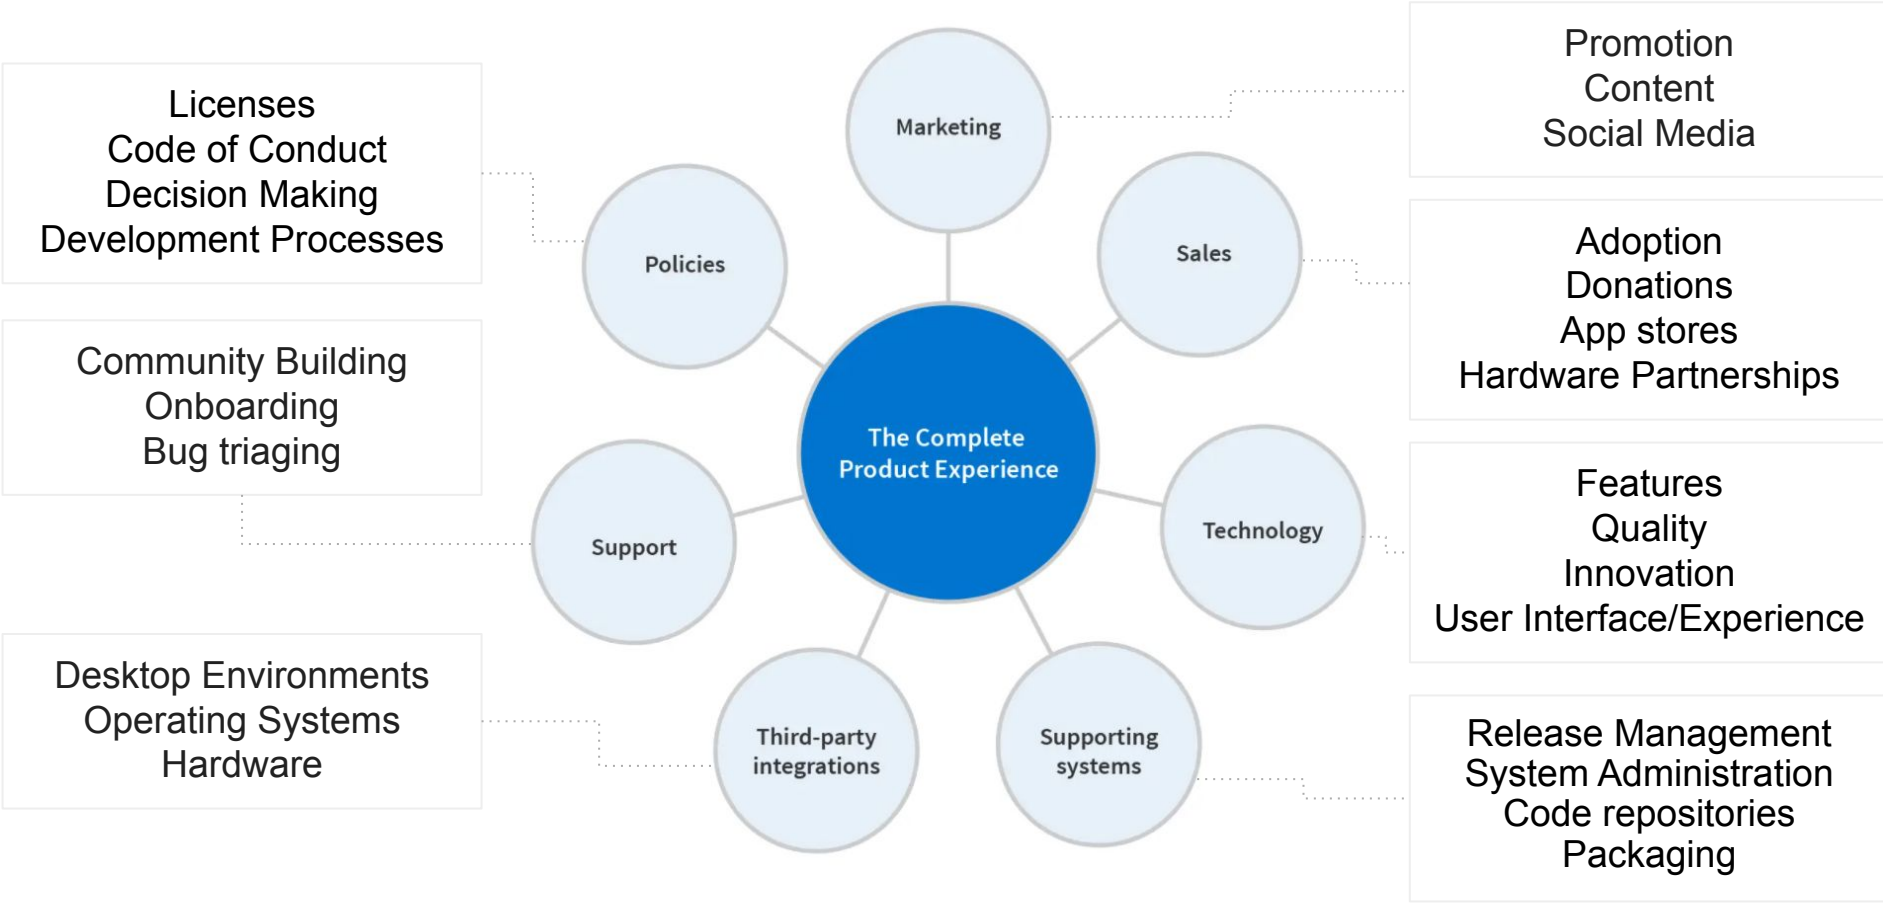 Licenses
Code of Conduct
Decision Making
Development Processes
Community Building
Onboarding
Bug triaging
Desktop Environments
Operating Systems
Hardware
Marketing
Policies
Sales
The Complete
Product Experience
Support
Technology
Third-party
integrations
Supporting
systems
Promotion
Content
Social Media
Adoption
Donations
App stores
Hardware Partnerships
Features
Quality
Innovation
User Interface/Experience
Release Management
System Administration
Code repositories
Packaging